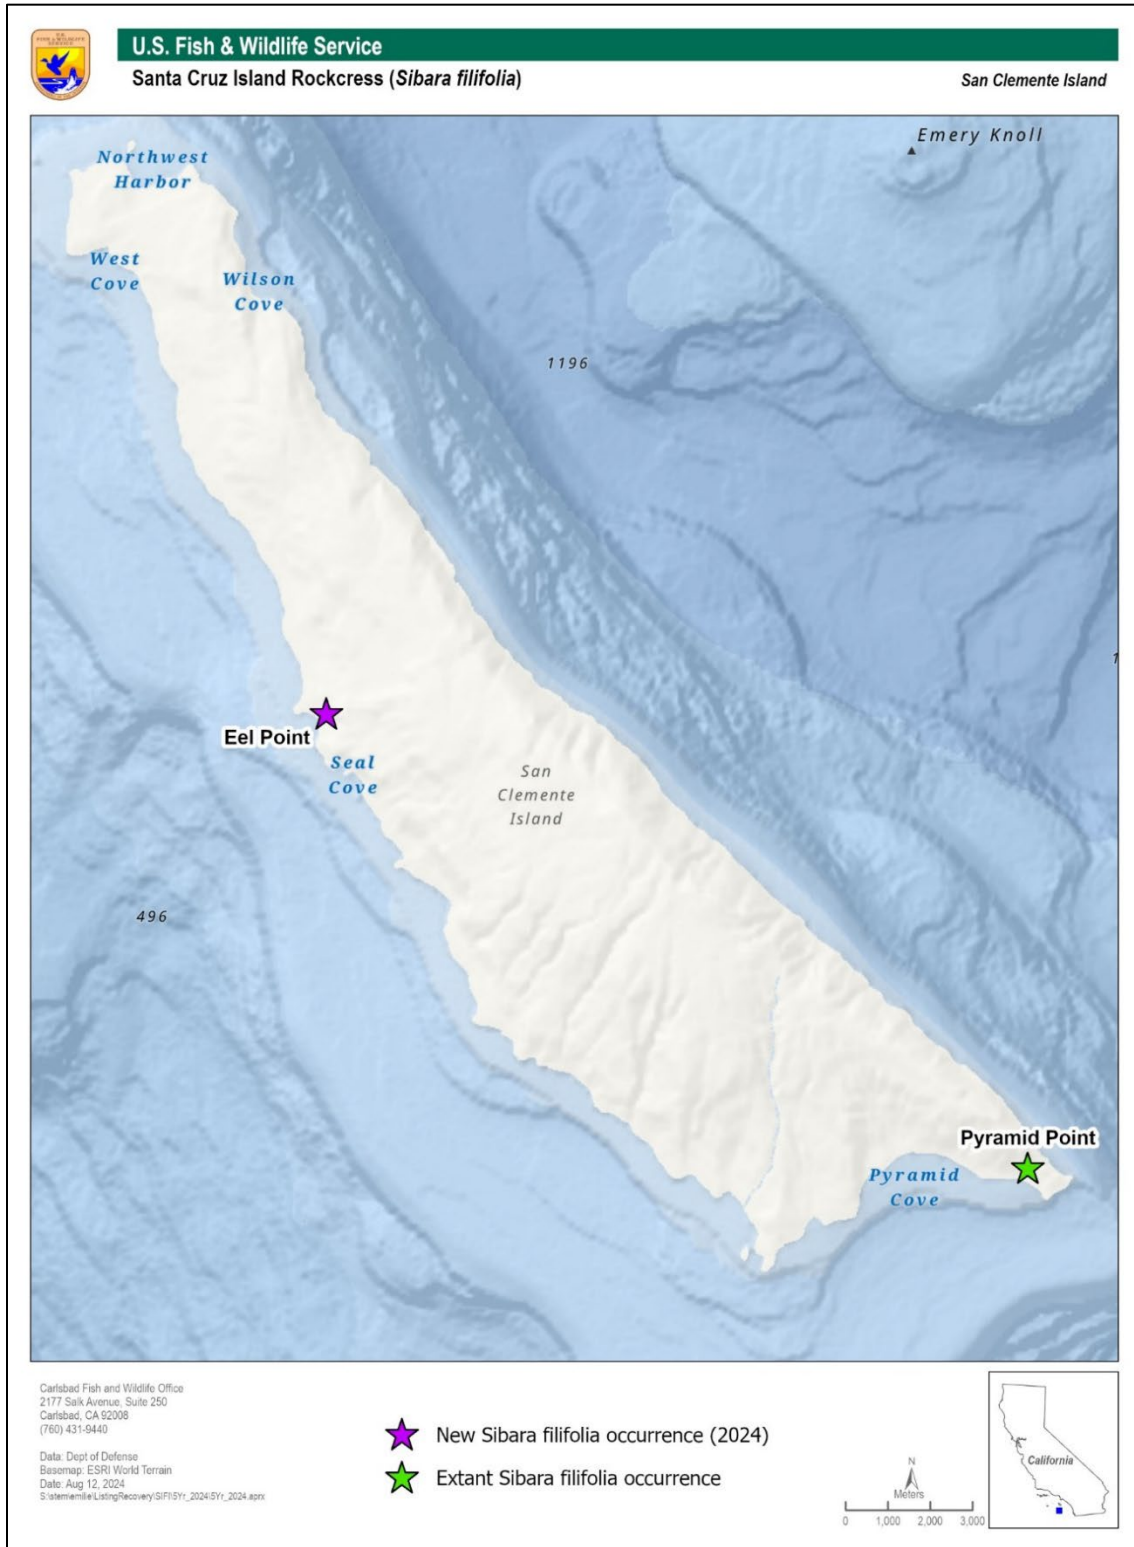 U.S.
FISH & WILDLIFE
SERVICE
U.S. Fish & Wildlife Service
Santa Cruz Island Rockcress (Sibara filifolia)
San Clemente Island
Emery Knoll
Northwest
Harbor
West
Cove
Wilson
Cove
1196
1
Eel Point
Seal
Cove
San
Clemente
Island
496
Pyramid Point
Pyramid
Cove
Carlsbad Fish and Wildlife Office
2177 Salk Avenue, Suite 250
Carlsbad, CA 92008
(760) 431-9440
Data: Dept of Defense
Basemap: ESRI World Terrain
Date: Aug 12, 2024
New Sibara filifolia occurrence (2024)
Extant Sibara filifolia occurrence
N
Meters
0 1,000 2,000 3,000
California